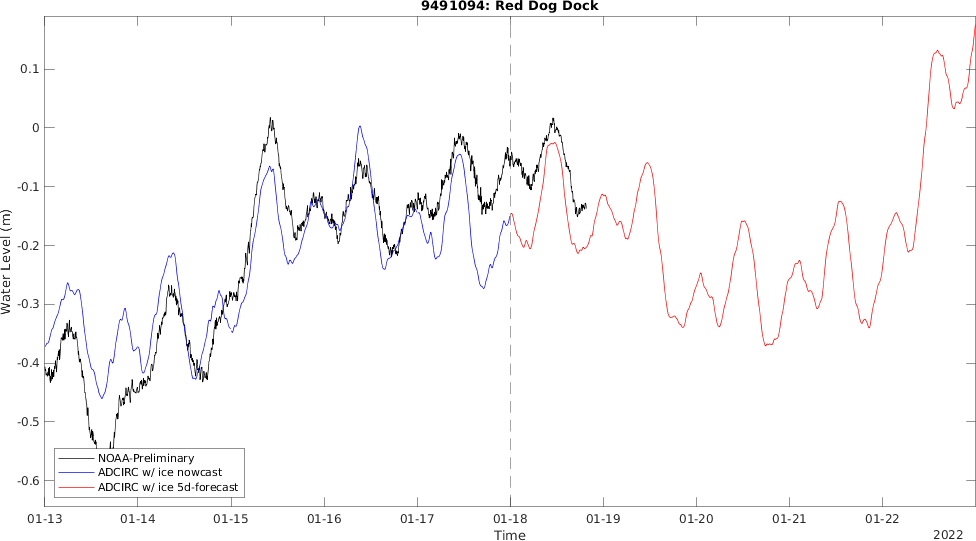 9491094: Red Dog Dock
Water Level (m)
0.1
0
-0.1
-0.2
-0.3
-0.4
-0.5
-0.6
NOAA-Preliminary
ADCIRC w/ ice nowcast
ADCIRC w/ ice 5d-forecast
01-13 01-14 01-15 01-16 01-17 01-18 01-19 01-20 01-21 01-22
Time
2022